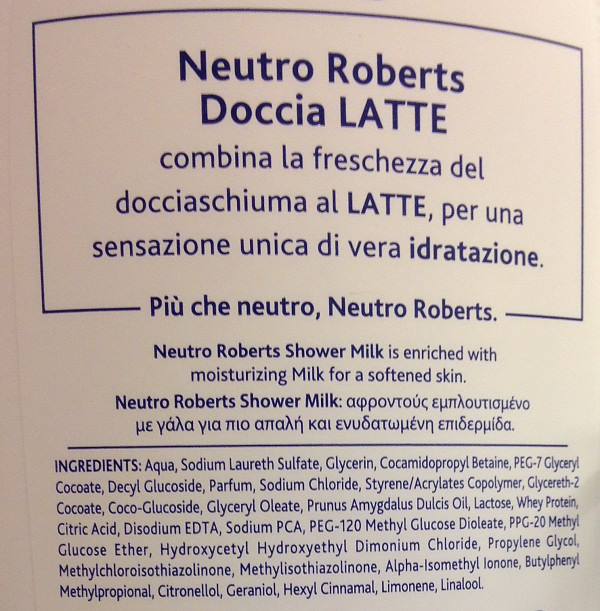 Neutro Roberts
Doccia LATTE
combina la freschezza del
docciaschiuma al LATTE, per una
sensazione unica di vera idratazione.
Più che neutro, Neutro Roberts.
Neutro Roberts Shower Milk is enriched with
moisturizing Milk for a softened skin.
Neutro Roberts Shower Milk: αφροντούς εμπλουτισμένο
με γάλα για πιο απαλή και ενυδατωμένη επιδερμίδα.
INGREDIENTS: Aqua, Sodium Laureth Sulfate, Glycerin, Cocamidopropyl Betaine, PEG-7 Glyceryl
Cocoate, Decyl Glucoside, Parfum, Sodium Chloride, Styrene/Acrylates Copolymer, Glycereth-2
Cocoate, Coco-Glucoside, Glyceryl Oleate, Prunus Amygdalus Dulcis Oil, Lactose, Whey Protein,
Citric Acid, Disodium EDTA, Sodium PCA, PEG-120 Methyl Glucose Dioleate, PPG-20 Methyl
Glucose Ether, Hydroxycetyl Hydroxyethyl Dimonium Chloride, Propylene Glycol,
Methylchloroisothiazolinone, Methylisothiazolinone, Alpha-Isomethyl Ionone, Butylphenyl
Methylpropional, Citronellol, Geraniol, Hexyl Cinnamal, Limonene, Linalool.